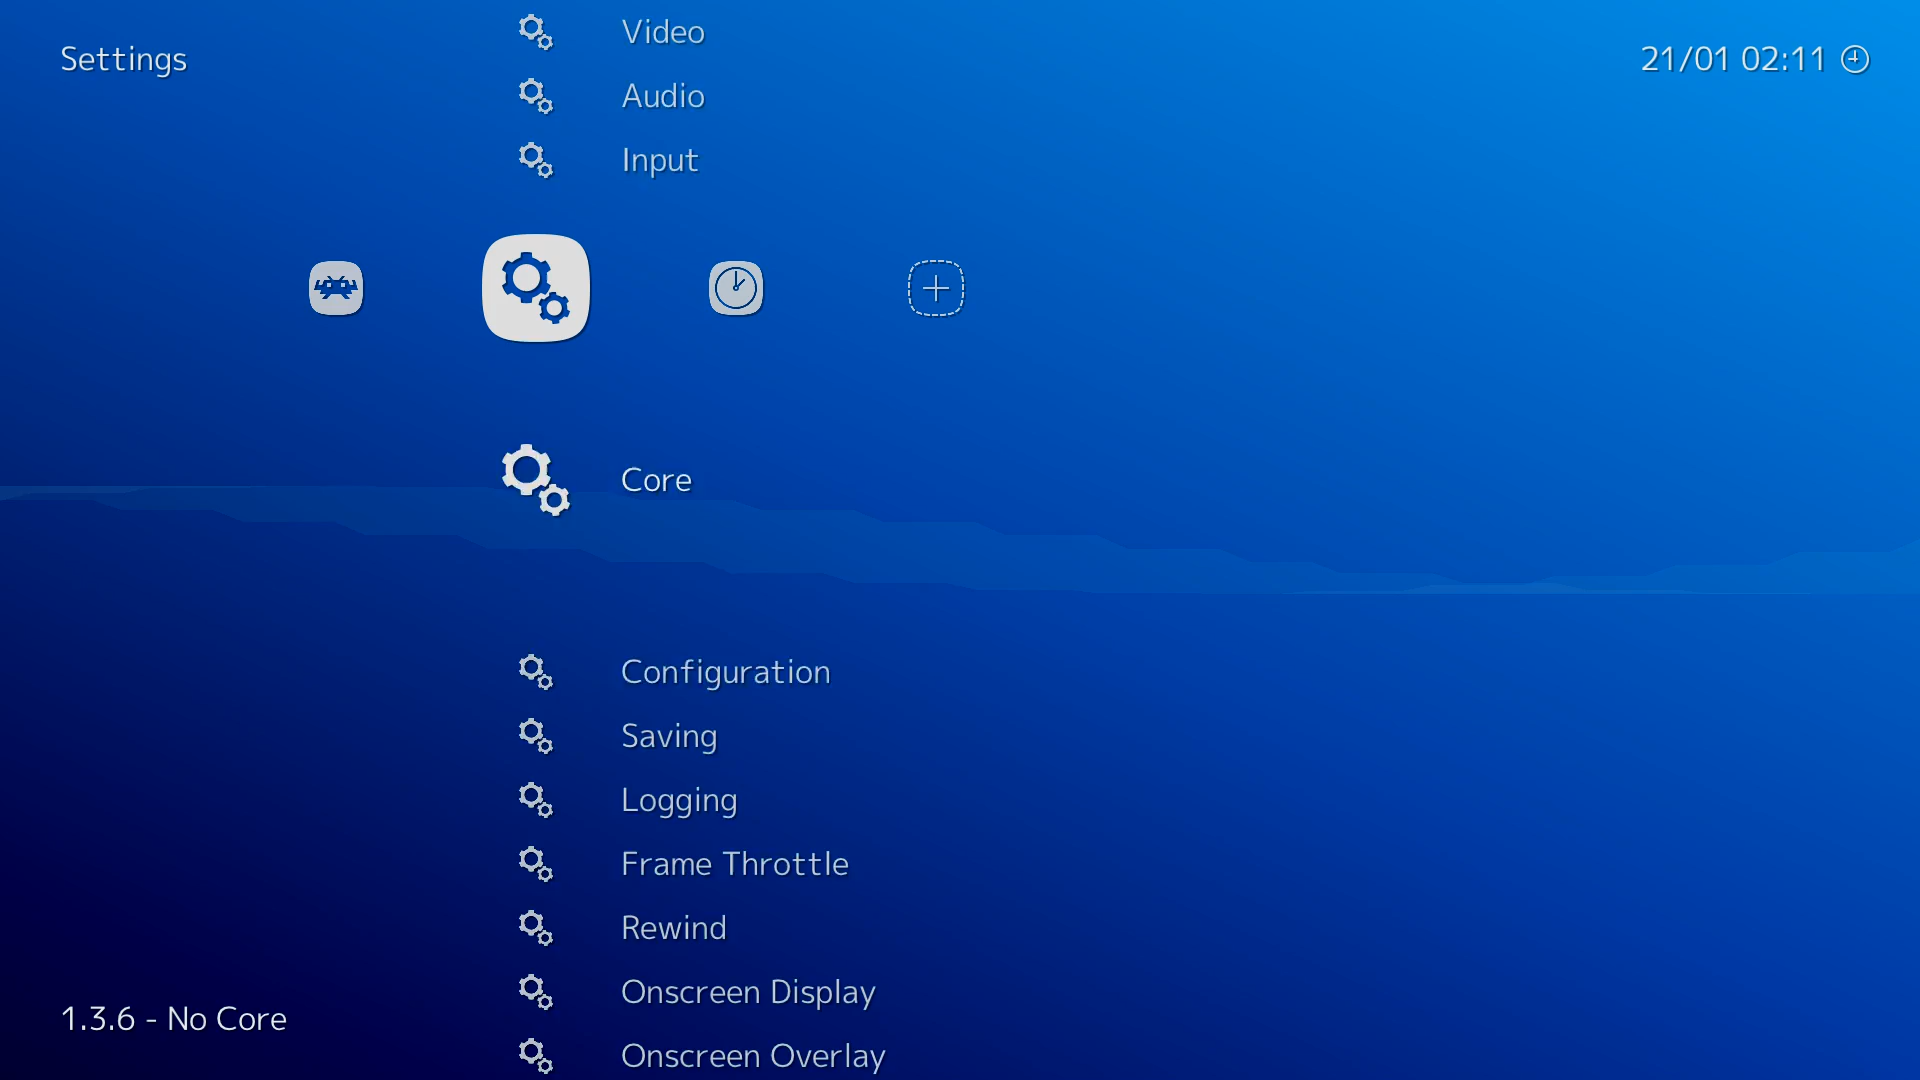 Video
Settings
21/01 02:11
Audio
Input
Core
Configuration
Saving
Logging
Frame Throttle
Rewind
Onscreen Display
1.3.6 - No Core
Onscreen Overlay